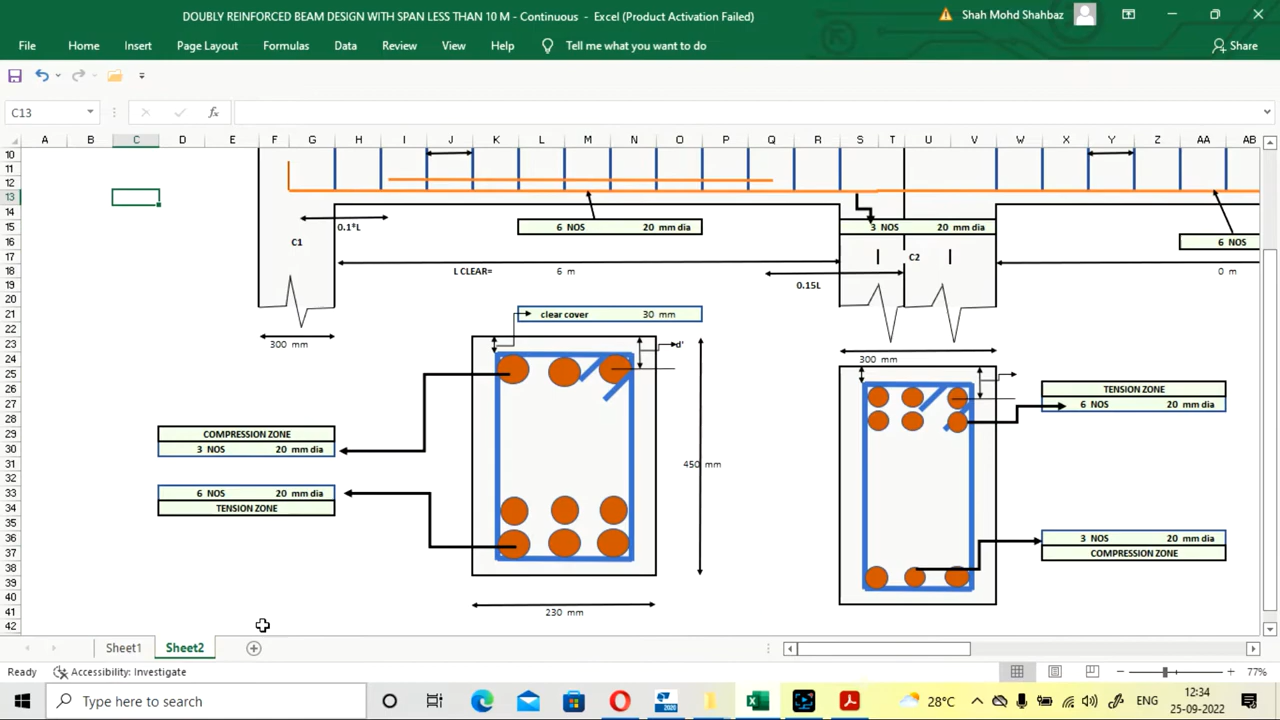 DOUBLY REINFORCED BEAM DESIGN WITH SPAN LESS THAN 10 M - Continuous - Excel (Product Activation Failed)
Shah Mohd Shahbaz
File Home Insert Page Layout Formulas Data Review View Help Tell me what you want to do Share
C13 fx
A B C D E F G H I J K L M N O P Q R S T U V W X Y Z AA AB
10
11
12
13
14
15 0.1*L 6 NOS 20 mm dia 3 NOS 20 mm dia
16 C1 6 NOS
17 C2
18 L CLEAR= 6 m 0 m
19 0.15L
20
21 clear cover 30 mm
22
23 300 mm d'
24 300 mm
25
26 TENSION ZONE
27 6 NOS 20 mm dia
28
29 COMPRESSION ZONE
30 3 NOS 20 mm dia
31 450 mm
32
33 6 NOS 20 mm dia
34 TENSION ZONE
35
36 3 NOS 20 mm dia
37 COMPRESSION ZONE
38
39
40
41 230 mm
42
Sheet1 Sheet2
Ready Accessibility: Investigate 77%
Type here to search 2020 28°C ENG 12:34
25-09-2022